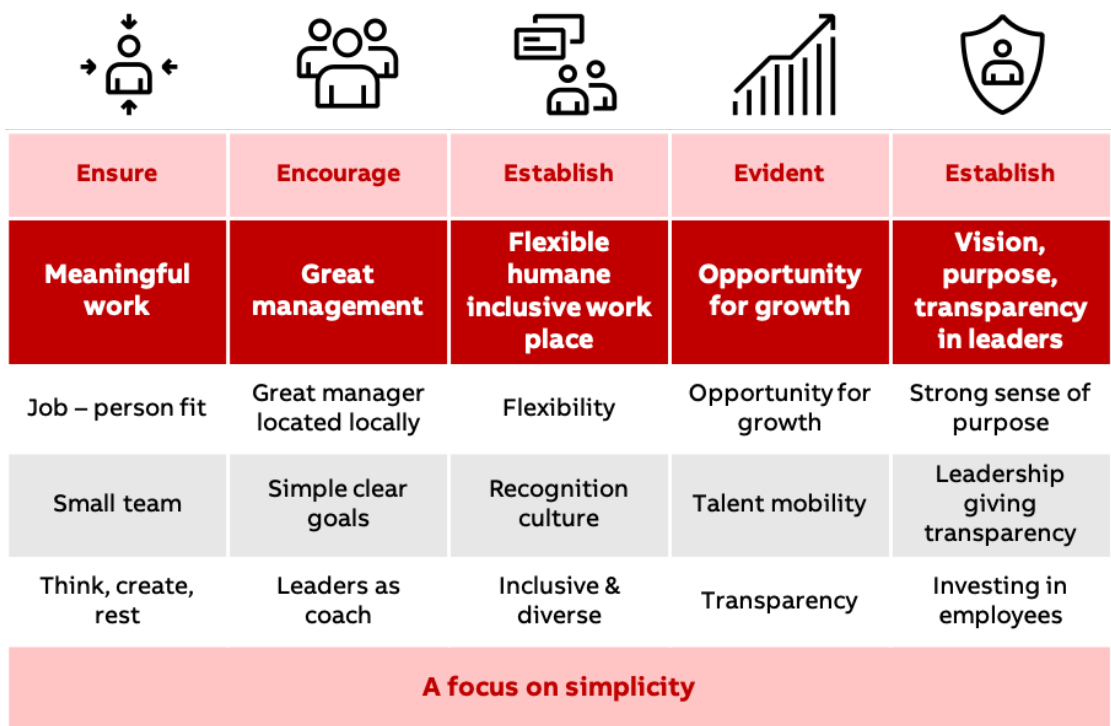 Ensure
Encourage
Establish
Evident
Establish
Meaningful
work
Great
management
Flexible
humane
inclusive work
place
Opportunity
for growth
Vision,
purpose,
transparency
in leaders
Job – person fit
Great manager
located locally
Flexibility
Opportunity for
growth
Strong sense of
purpose
Small team
Simple clear
goals
Recognition
culture
Talent mobility
Leadership
giving
transparency
Think, create,
rest
Leaders as
coach
Inclusive &
diverse
Transparency
Investing in
employees
A focus on simplicity